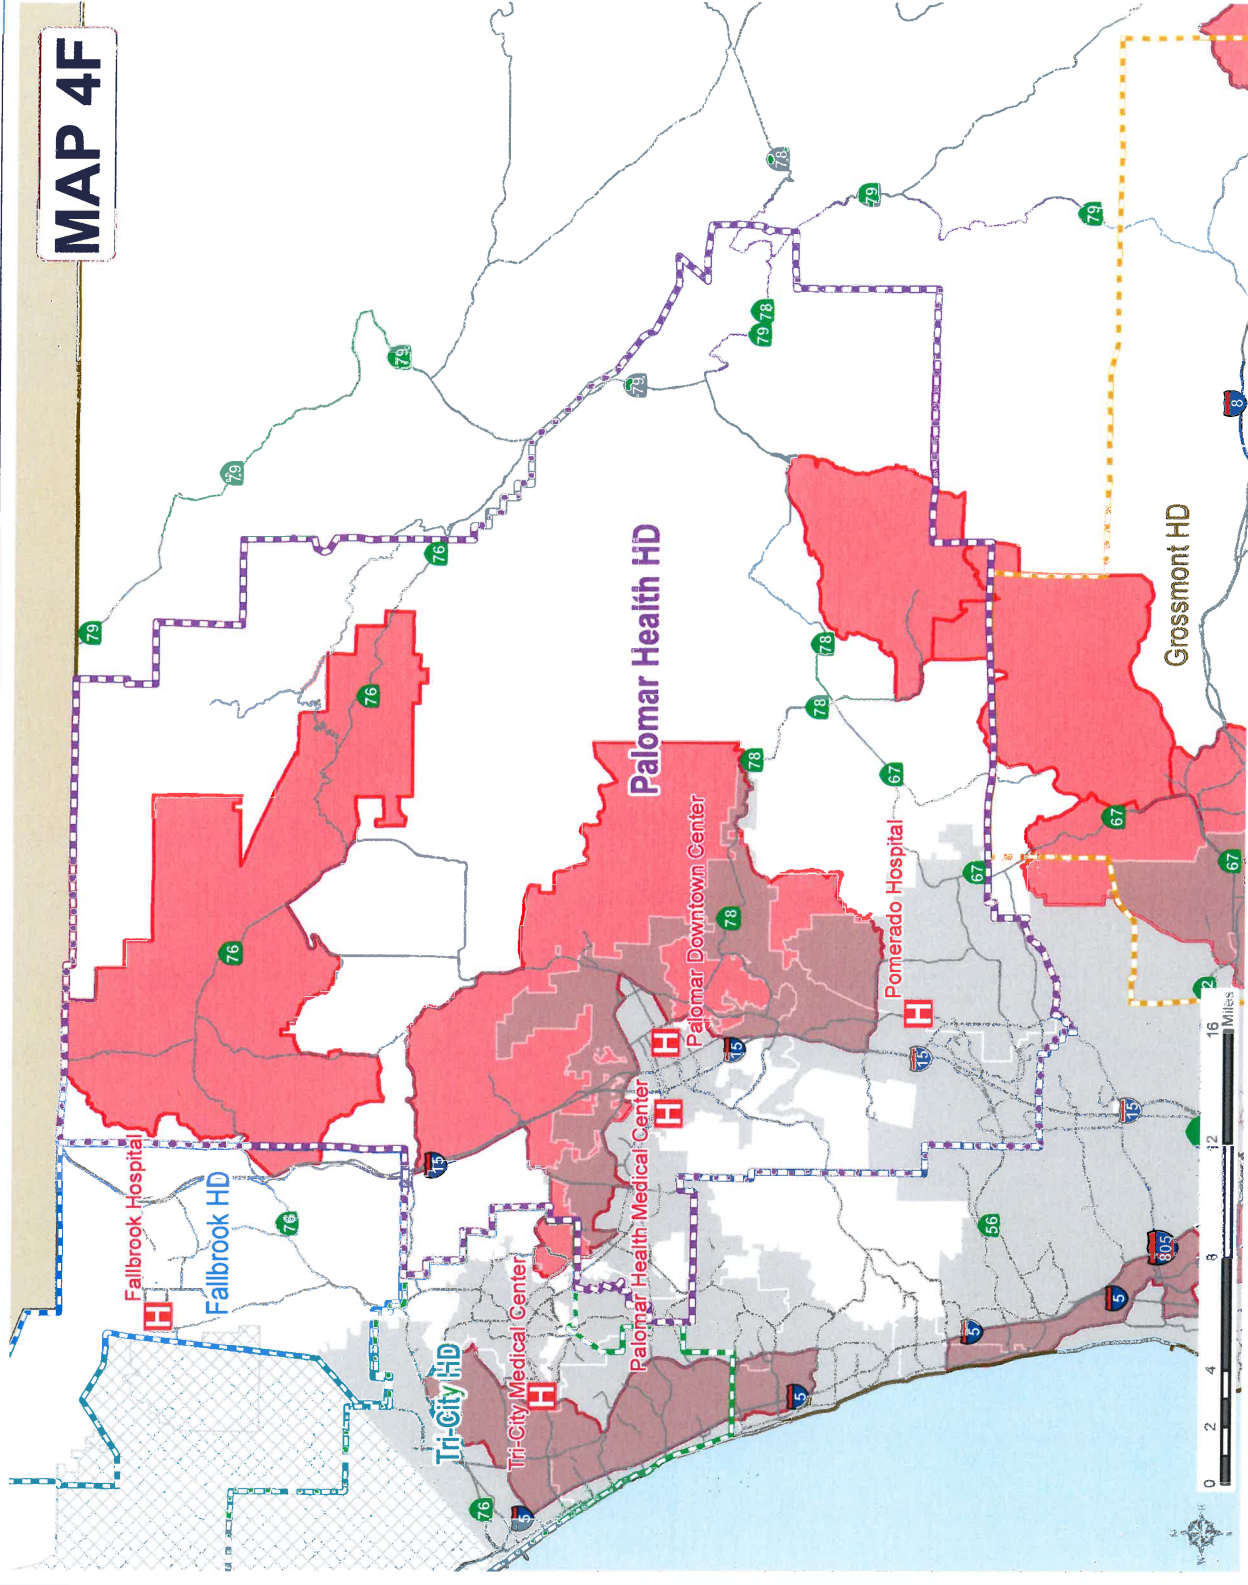 MAP 4F
79
76
79
79
76
79
78
78
79
79
79
76
Palomar Health HD
78
78
78
67
67
67
Grossmont HD
8
76
78
Palomar Downtown Center
Pomerado Hospital
H
H
H
15
15
15
15
Fallbrook Hospital
Fallbrook HD
H
76
Palomar Health Medical Center
Tri-City HD
Tri-City Medical Center
H
56
805
5
5
5
5
76
0 2 4 8 12 16
Miles